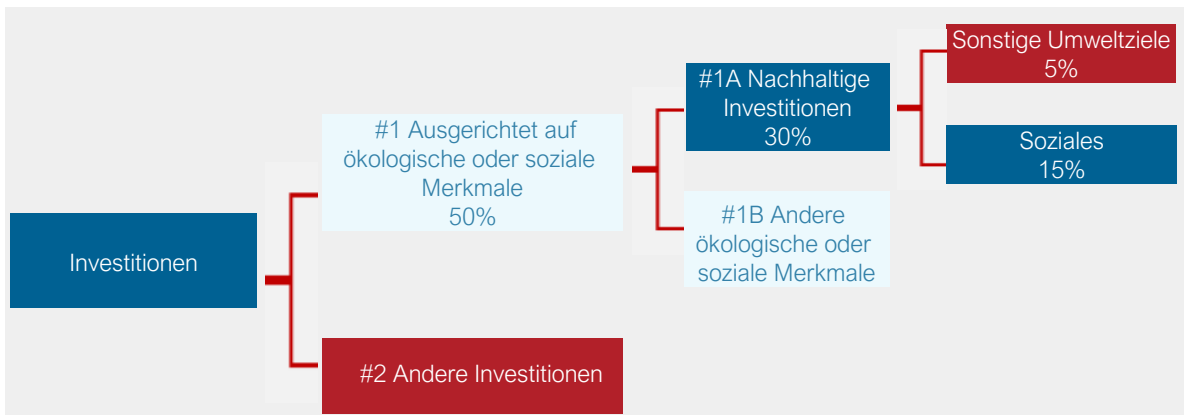 Investitionen
#1 Ausgerichtet auf
ökologische oder soziale
Merkmale
50%
#2 Andere Investitionen
#1A Nachhaltige
Investitionen
30%
#1B Andere
ökologische oder
soziale Merkmale
Sonstige Umweltziele
5%
Soziales
15%